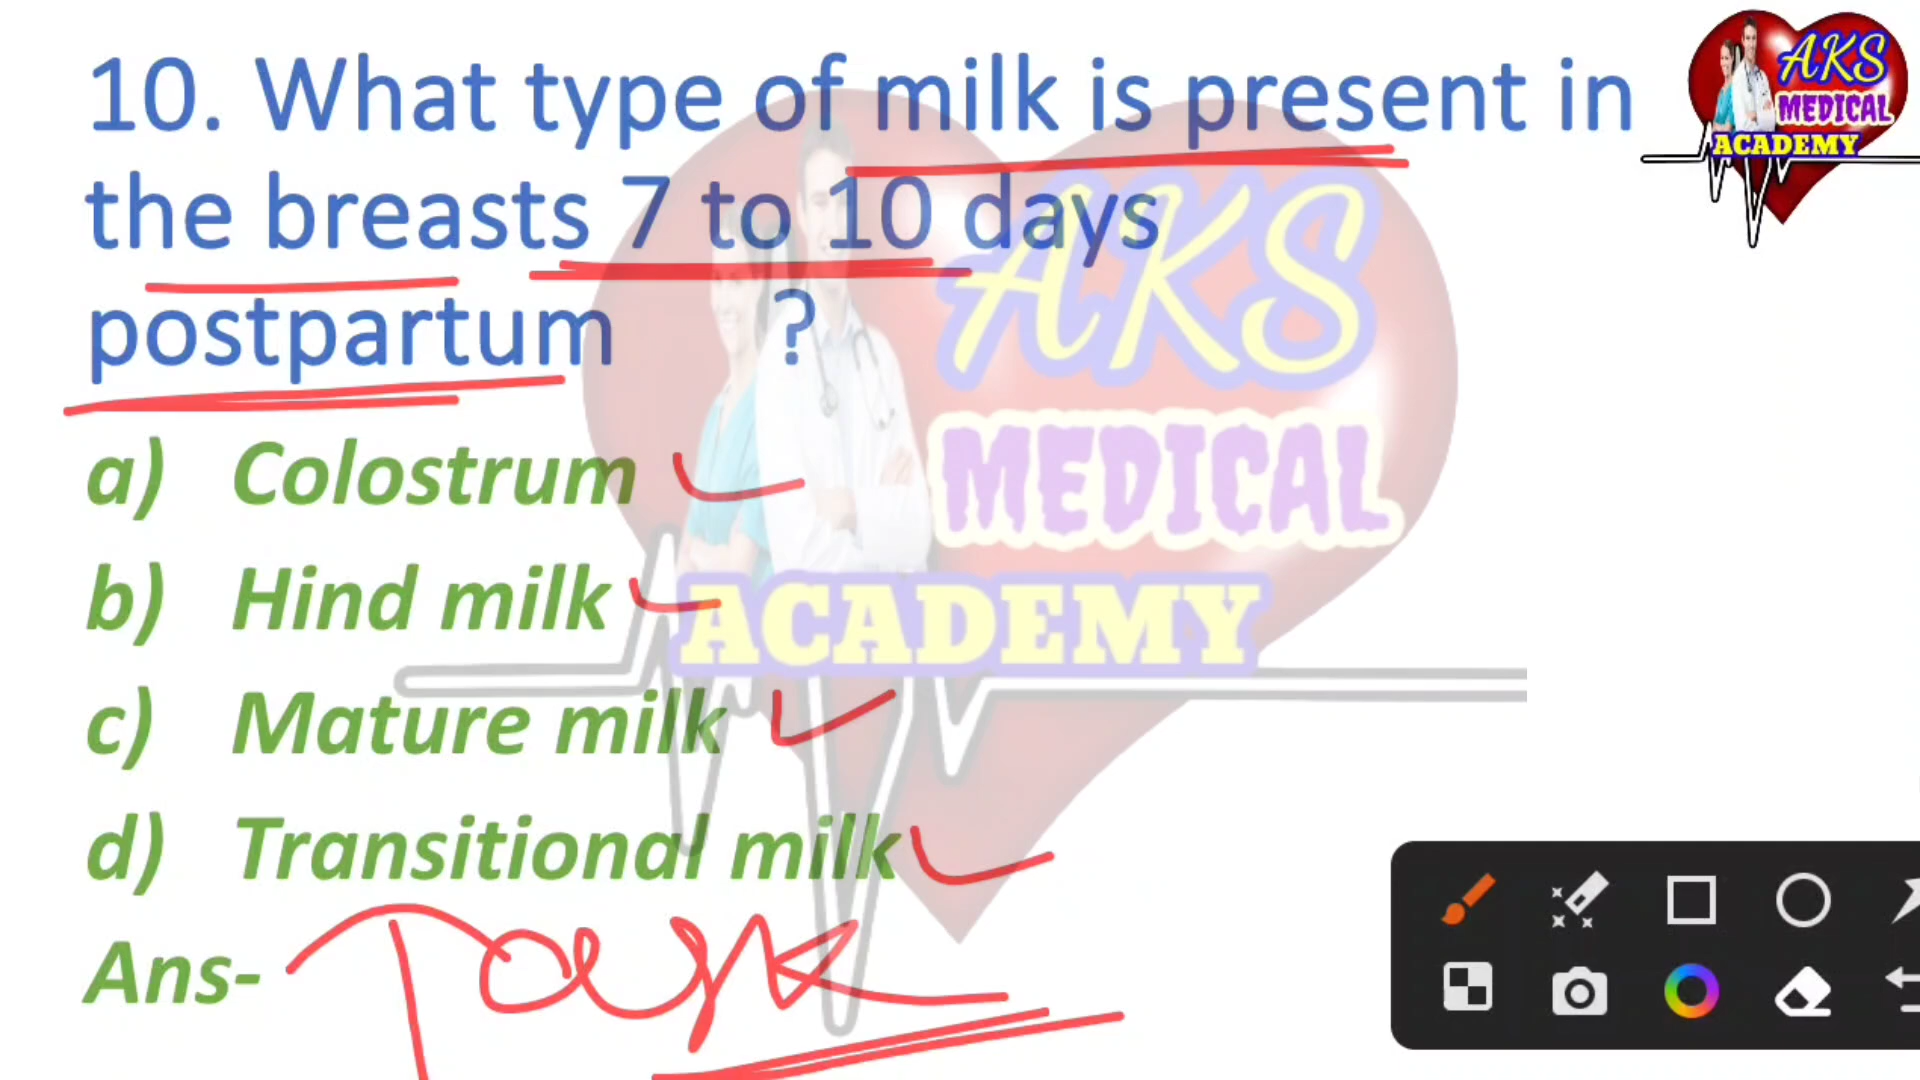 10. What type of milk is present in
the breasts 7 to 10 days
postpartum ?
a) Colostrum
b) Hind milk
c) Mature milk
d) Transitional milk
Ans-
AKS
MEDICAL
ACADEMY
AKS
MEDICAL
ACADEMY